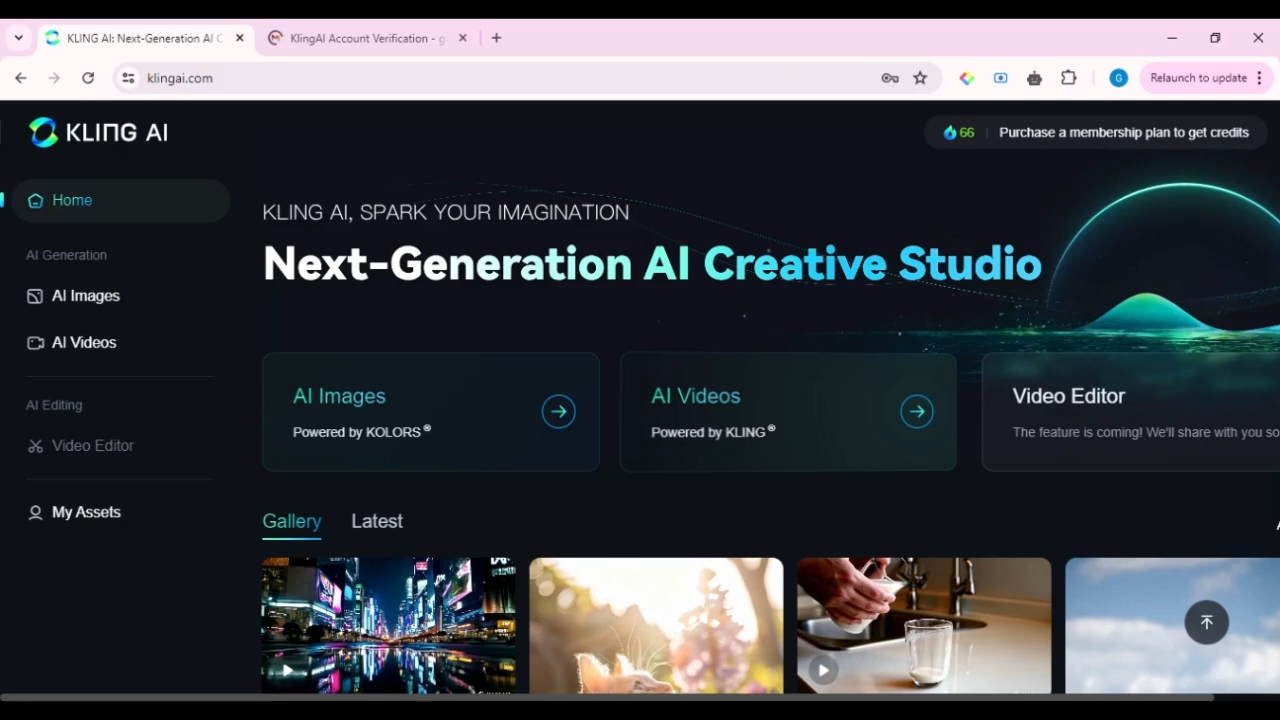 KLING AI: Next-Generation AI C
KlingAI Account Verification - g
klingai.com
G
Relaunch to update
KLING AI
66
Purchase a membership plan to get credits
Home
KLING AI, SPARK YOUR IMAGINATION
Next-Generation AI Creative Studio
AI Generation
AI Images
AI Videos
AI Editing
Video Editor
My Assets
AI Images
Powered by KOLORS®
AI Videos
Powered by KLING®
Video Editor
The feature is coming! We'll share with you so
Gallery
Latest